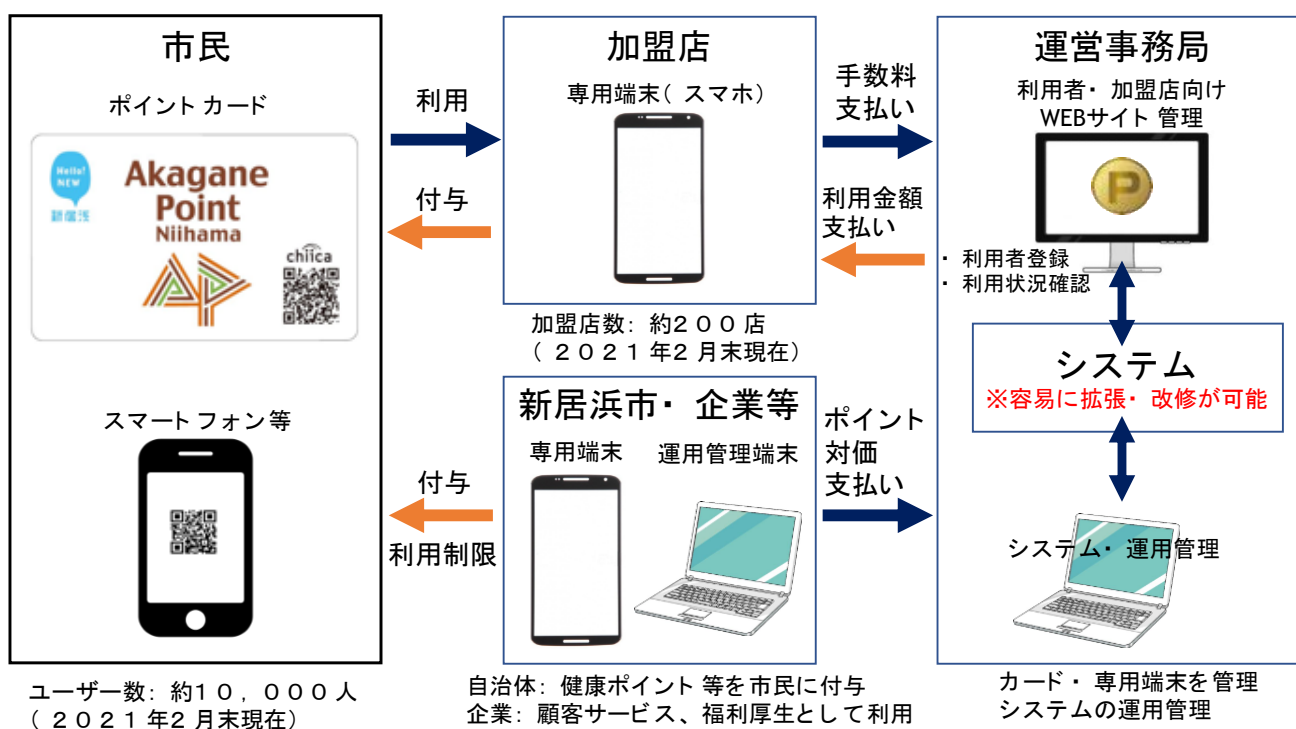 市民
ポイントカード
Hello!
NEW
新居浜
Akagane
Point
Niihama
chiica
スマートフォン等
ユーザー数：約１０，０００人
（２０２１年2月末現在）
利用
付与
付与
利用制限
加盟店
専用端末（スマホ）
加盟店数：約２００店
（２０２１年2月末現在）
新居浜市・企業等
専用端末
運用管理端末
自治体：健康ポイント等を市民に付与
企業：顧客サービス、福利厚生として利用
手数料
支払い
利用金額
支払い
ポイント
対価
支払い
運営事務局
利用者・加盟店向け
WEBサイト管理
P
・利用者登録
・利用状況確認
システム
※容易に拡張・改修が可能
システム・運用管理
カード・専用端末を管理
システムの運用管理